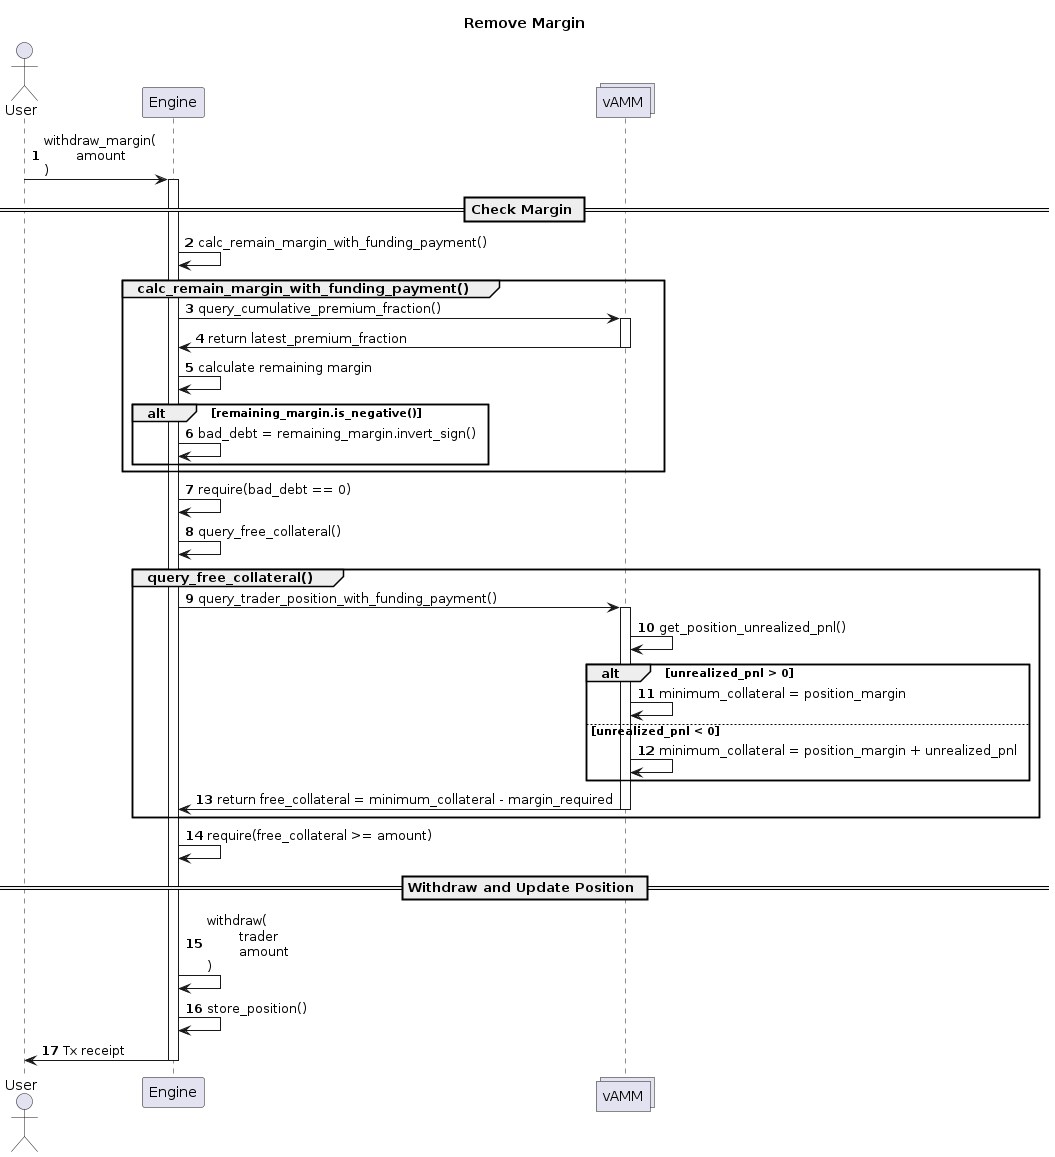 Remove Margin
User
Engine
vAMM
withdraw_margin(
1 amount
)
Check Margin
2 calc_remain_margin_with_funding_payment()
calc_remain_margin_with_funding_payment()
3 query_cumulative_premium_fraction()
4 return latest_premium_fraction
5 calculate remaining margin
alt [remaining_margin.is_negative()]
6 bad_debt = remaining_margin.invert_sign()
7 require(bad_debt == 0)
8 query_free_collateral()
query_free_collateral()
9 query_trader_position_with_funding_payment()
10 get_position_unrealized_pnl()
alt [unrealized_pnl > 0]
11 minimum_collateral = position_margin
[unrealized_pnl < 0]
12 minimum_collateral = position_margin + unrealized_pnl
13 return free_collateral = minimum_collateral - margin_required
14 require(free_collateral >= amount)
Withdraw and Update Position
withdraw(
trader
15
amount
)
16 store_position()
17 Tx receipt
User
Engine
vAMM